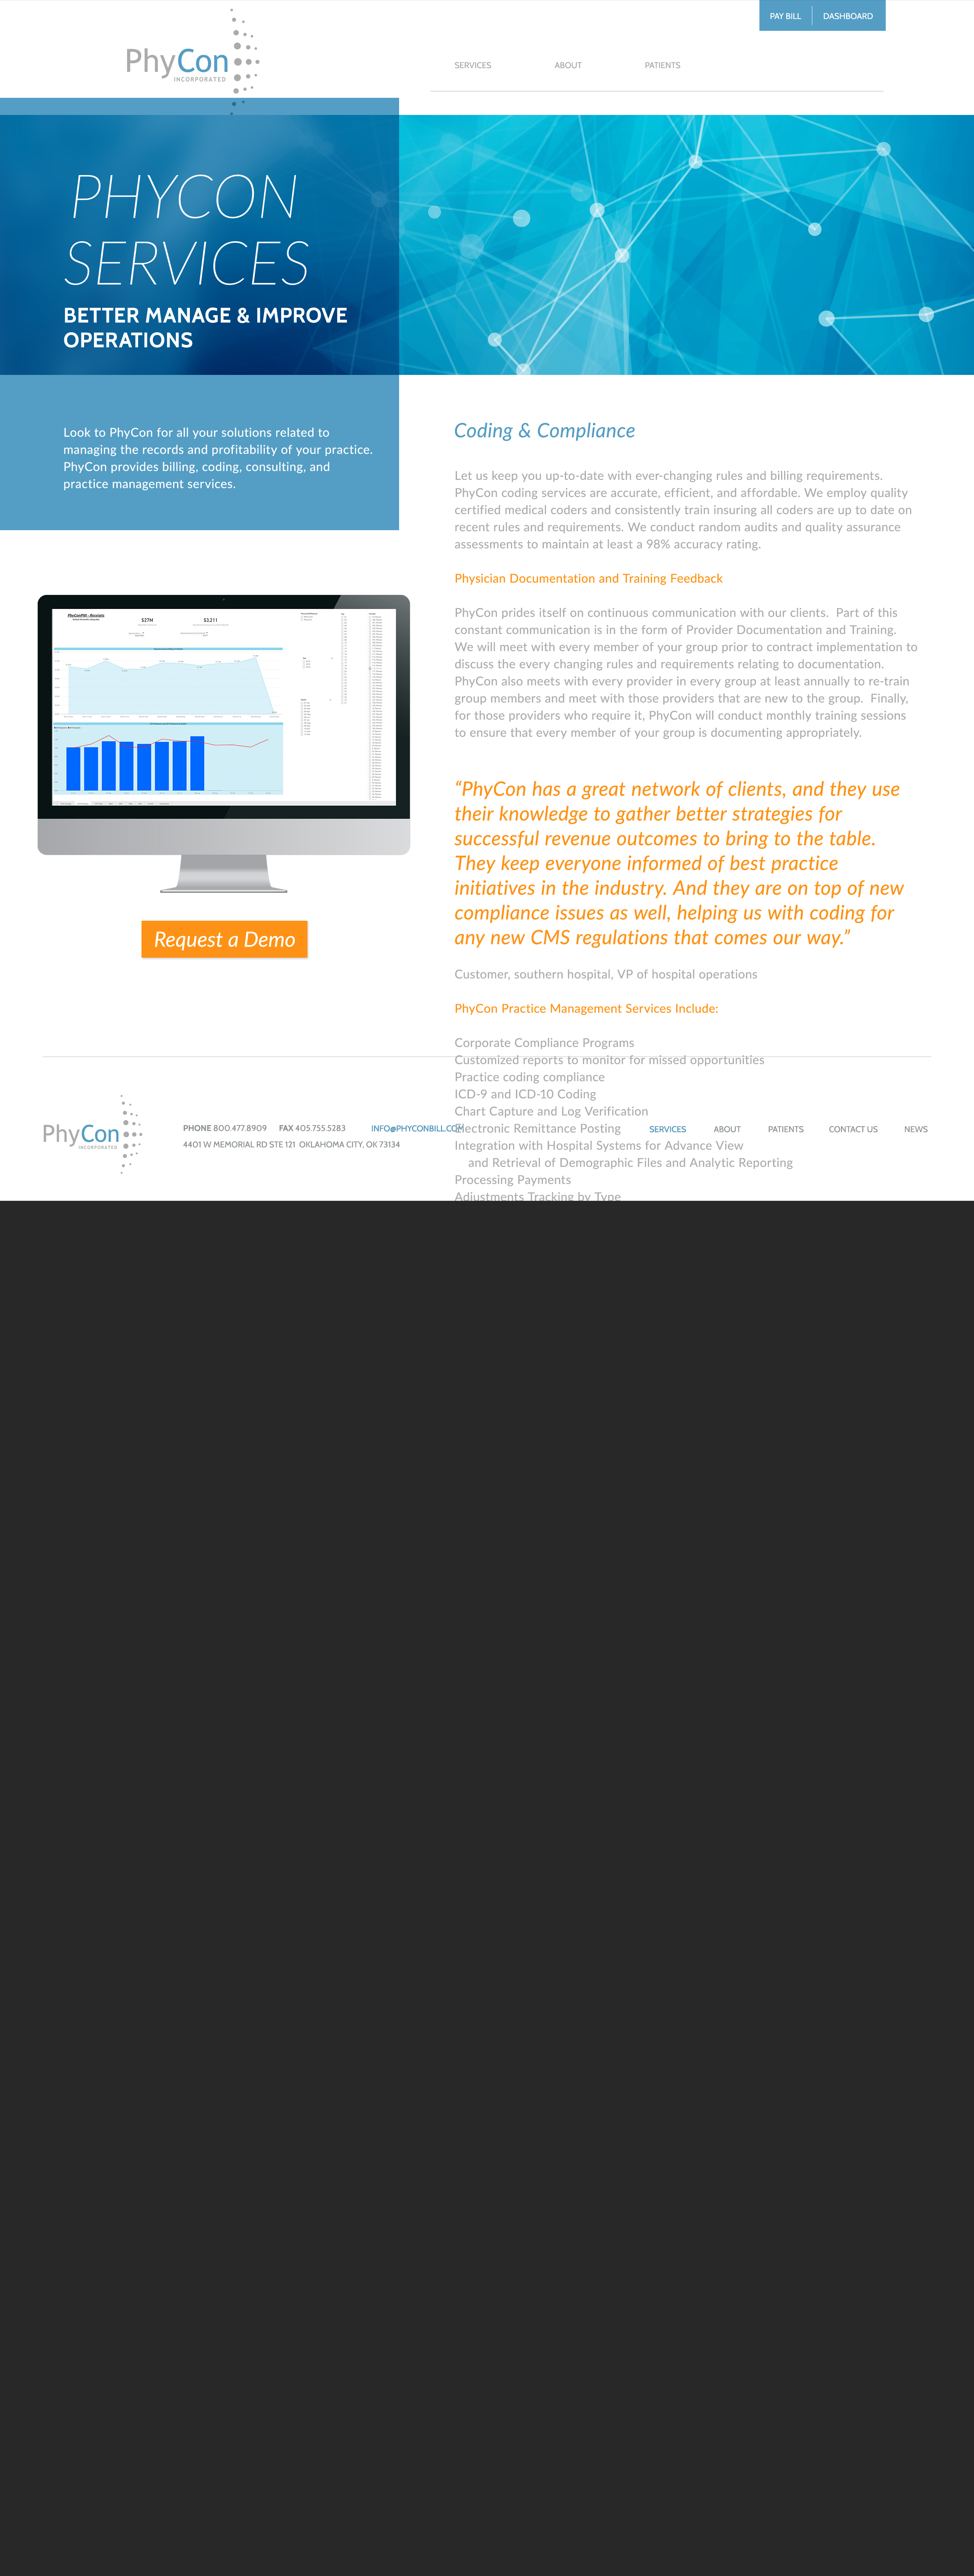 PAY BILL
DASHBOARD
PhyCon
INCORPORATED
SERVICES
ABOUT
PATIENTS
PHYCON
SERVICES
BETTER MANAGE & IMPROVE
OPERATIONS
Look to PhyCon for all your solutions related to
managing the records and profitability of your practice.
PhyCon provides billing, coding, consulting, and
practice management services.
$27M
$3,211
Request a Demo
Coding & Compliance
Let us keep you up-to-date with ever-changing rules and billing requirements.
PhyCon coding services are accurate, efficient, and affordable. We employ quality
certified medical coders and consistently train insuring all coders are up to date on
recent rules and requirements. We conduct random audits and quality assurance
assessments to maintain at least a 98% accuracy rating.
Physician Documentation and Training Feedback
PhyCon prides itself on continuous communication with our clients.  Part of this
constant communication is in the form of Provider Documentation and Training.
We will meet with every member of your group prior to contract implementation to
discuss the every changing rules and requirements relating to documentation.
PhyCon also meets with every provider in every group at least annually to re-train
group members and meet with those providers that are new to the group.  Finally,
for those providers who require it, PhyCon will conduct monthly training sessions
to ensure that every member of your group is documenting appropriately.
“PhyCon has a great network of clients, and they use
their knowledge to gather better strategies for
successful revenue outcomes to bring to the table.
They keep everyone informed of best practice
initiatives in the industry. And they are on top of new
compliance issues as well, helping us with coding for
any new CMS regulations that comes our way.”
Customer, southern hospital, VP of hospital operations
PhyCon Practice Management Services Include:
Corporate Compliance Programs
Customized reports to monitor for missed opportunities
Practice coding compliance
ICD-9 and ICD-10 Coding
Chart Capture and Log Verification
Electronic Remittance Posting
Integration with Hospital Systems for Advance View
and Retrieval of Demographic Files and Analytic Reporting
Processing Payments
Adjustments Tracking by Type
PhyCon
INCORPORATED
PHONE 800.477.8909 FAX 405.755.5283 INFO@PHYCONBILL.COM
4401 W MEMORIAL RD STE 121  OKLAHOMA CITY, OK 73134
SERVICES
ABOUT
PATIENTS
CONTACT US
NEWS